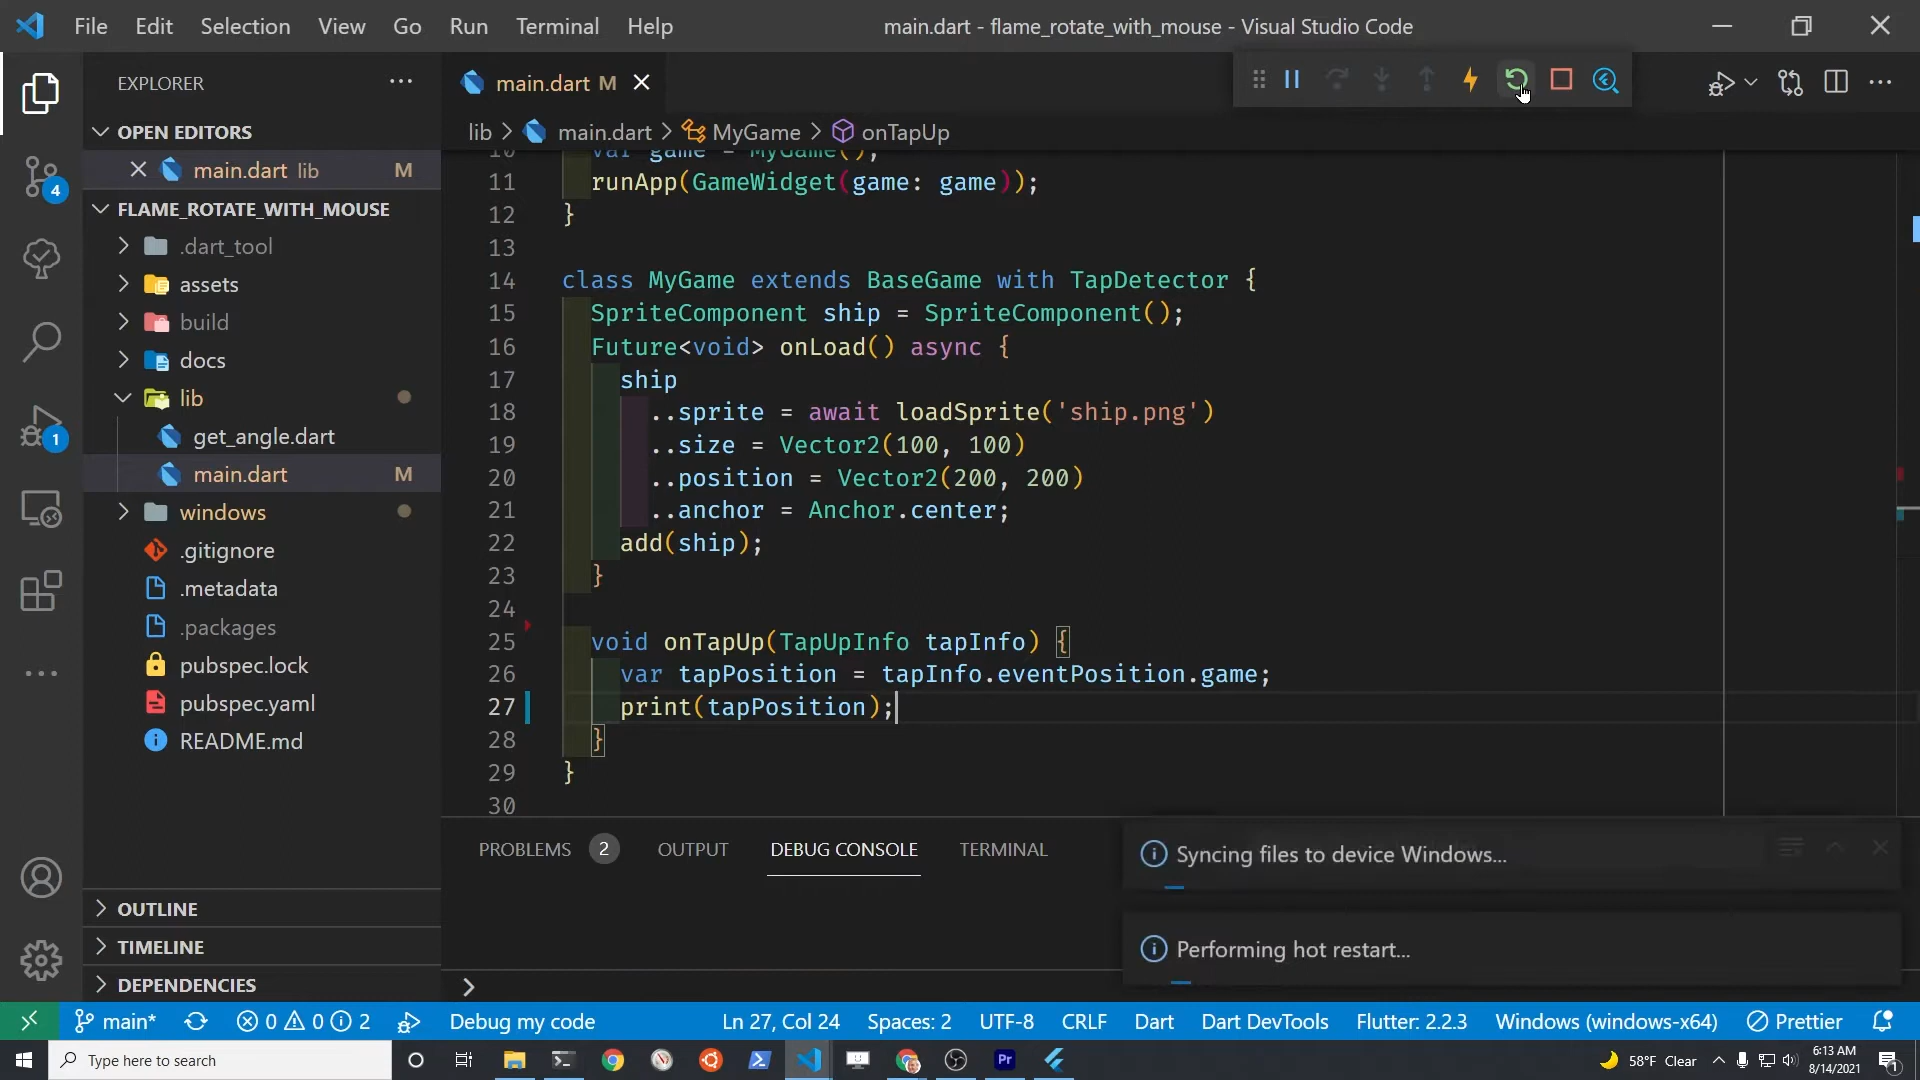 File Edit Selection View Go Run Terminal Help
main.dart - flame_rotate_with_mouse - Visual Studio Code
EXPLORER
OPEN EDITORS
main.dart lib M
FLAME_ROTATE_WITH_MOUSE
.dart_tool
assets
build
docs
lib
get_angle.dart
main.dart M
windows
.gitignore
.metadata
.packages
pubspec.lock
pubspec.yaml
README.md
OUTLINE
TIMELINE
DEPENDENCIES
4
1
main.dart M
lib > main.dart > MyGame > onTapUp
10 var game = MyGame();
11 runApp(GameWidget(game: game));
12 }
13
14 class MyGame extends BaseGame with TapDetector {
15 SpriteComponent ship = SpriteComponent();
16 Future<void> onLoad() async {
17 ship
18 ..sprite = await loadSprite('ship.png')
19 ..size = Vector2(100, 100)
20 ..position = Vector2(200, 200)
21 ..anchor = Anchor.center;
22 add(ship);
23 }
24
25 void onTapUp(TapUpInfo tapInfo) {
26 var tapPosition = tapInfo.eventPosition.game;
27 print(tapPosition);
28 }
29 }
30
PROBLEMS 2 OUTPUT DEBUG CONSOLE TERMINAL
Syncing files to device Windows...
Performing hot restart...
main* 0 0 2 Debug my code Ln 27, Col 24 Spaces: 2 UTF-8 CRLF Dart Dart DevTools Flutter: 2.2.3 Windows (windows-x64) Prettier
Type here to search
Pr
58°F Clear
6:13 AM
8/14/2021
1